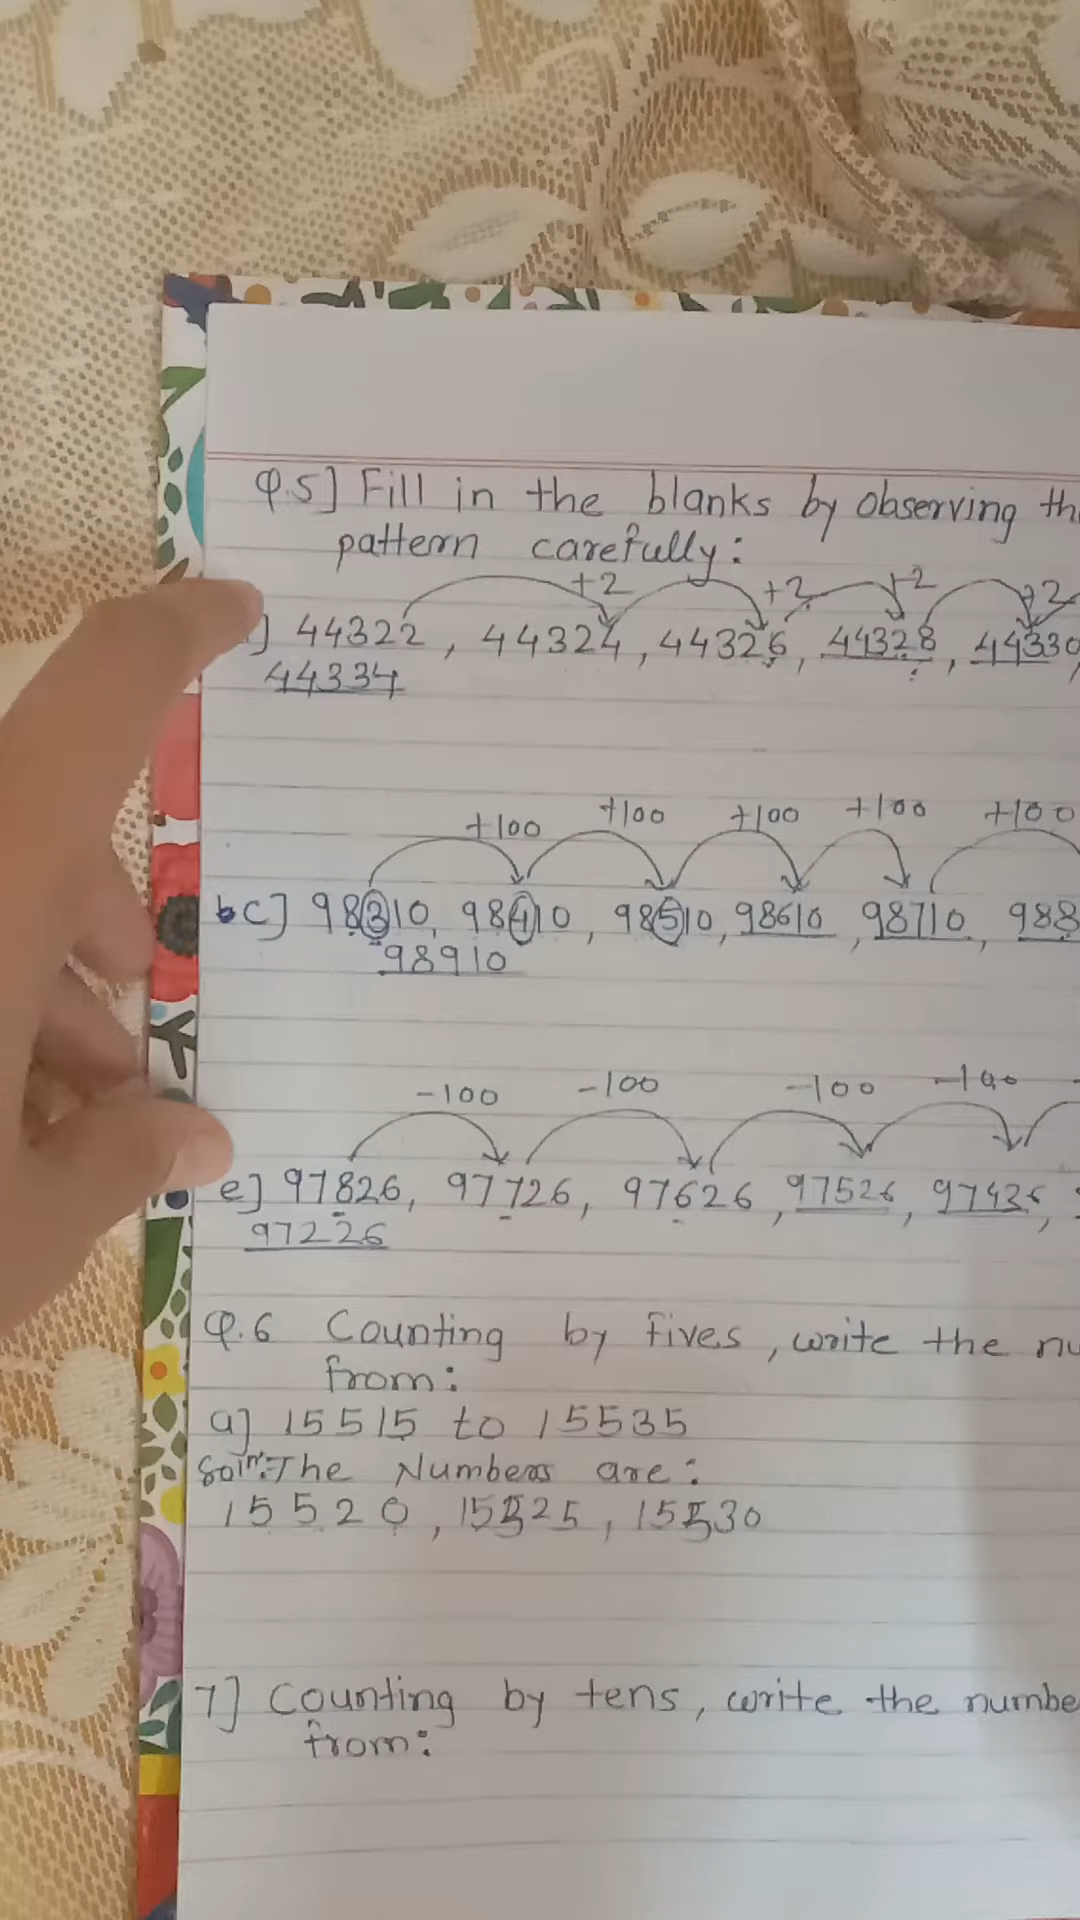 Q.5] Fill in the blanks by observing th
pattern carefully:
+2 +2 +2 +2
] 44322, 44324, 44326, 44328, 44330,
44334
+100 +100 +100 +100 +100
bc] 98310, 98410, 98510, 98610, 98710, 988
98910
-100 -100 -100 -100 -
e] 97826, 97726, 97626, 97526, 97436,
97226
Q.6 Counting by fives, write the nu
from:
a] 15515 to 15535
Soln:-The Numbers are:
15520, 15525, 15530
7] Counting by tens, write the numbe
from: